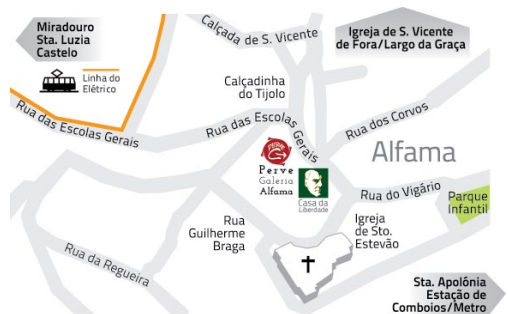 Miradouro
Sta. Luzia
Castelo
Calçada de S. Vicente
Igreja de S. Vicente
de Fora/Largo da Graça
Linha do
Elétrico
Calçadinha
do Tijolo
Rua das Escolas Gerais
Rua das Escolas Gerais
Rua dos Corvos
Alfama
PERVE
Perve
Galeria
Alfama
Casa da
Liberdade
Rua do Vigário
Parque
Infantil
Rua
Guilherme
Braga
Igreja
de Sto.
Estevão
Rua da Regueira
Sta. Apolónia
Estação de
Comboios/Metro